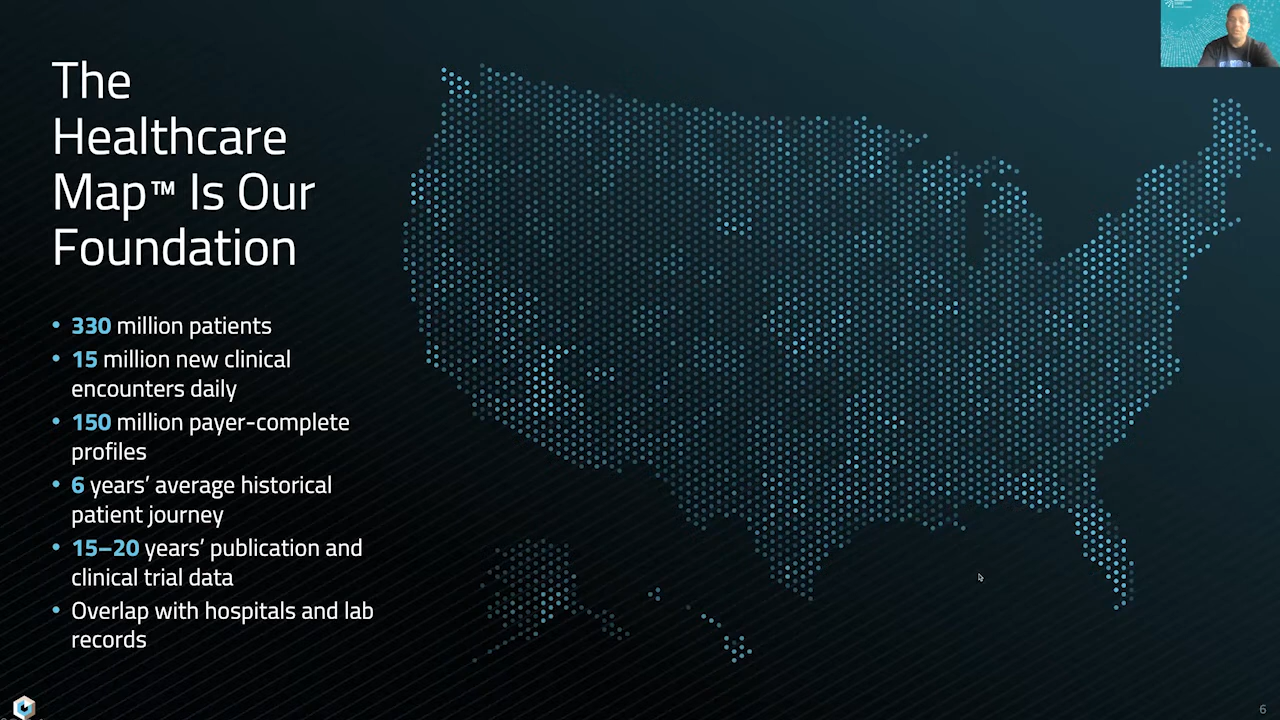 The
Healthcare
Map™ Is Our
Foundation
• 330 million patients
• 15 million new clinical
encounters daily
• 150 million payer-complete
profiles
• 6 years’ average historical
patient journey
• 15–20 years’ publication and
clinical trial data
• Overlap with hospitals and lab
records
6